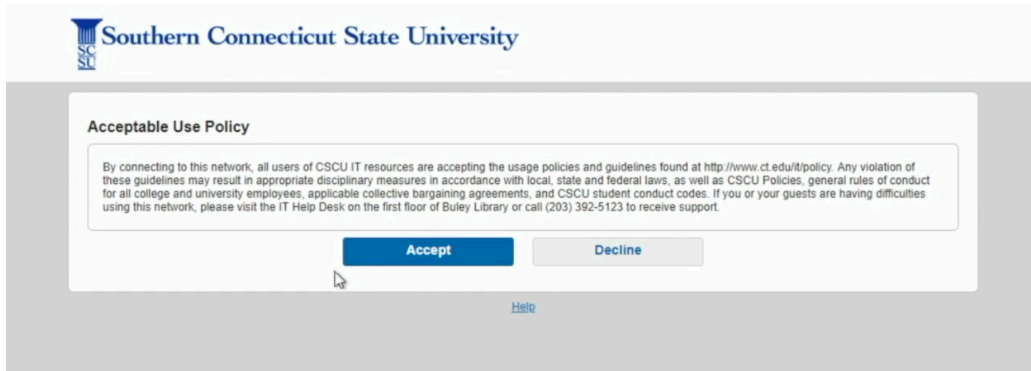 SC
SU
Southern Connecticut State University
Acceptable Use Policy
By connecting to this network, all users of CSCU IT resources are accepting the usage policies and guidelines found at http://www.ct.edu/it/policy. Any violation of
these guidelines may result in appropriate disciplinary measures in accordance with local, state and federal laws, as well as CSCU Policies, general rules of conduct
for all college and university employees, applicable collective bargaining agreements, and CSCU student conduct codes. If you or your guests are having difficulties
using this network, please visit the IT Help Desk on the first floor of Buley Library or call (203) 392-5123 to receive support.
Accept
Decline
Help